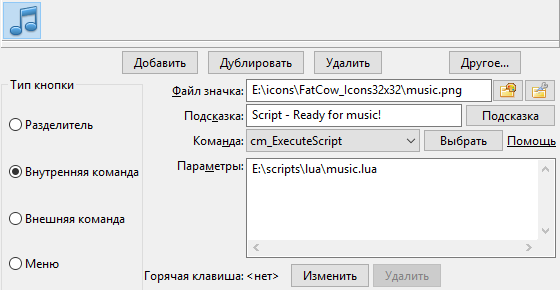 Добавить Дублировать Удалить Другое...
Тип кнопки
Файл значка: E:\icons\FatCow_Icons32x32\music.png
Подсказка: Script - Ready for music! Подсказка
Разделитель
Команда: cm_ExecuteScript Выбрать Помощь
Параметры: E:\scripts\lua\music.lua
Внутренняя команда
Внешняя команда
Меню
Горячая клавиша: <нет> Изменить Удалить